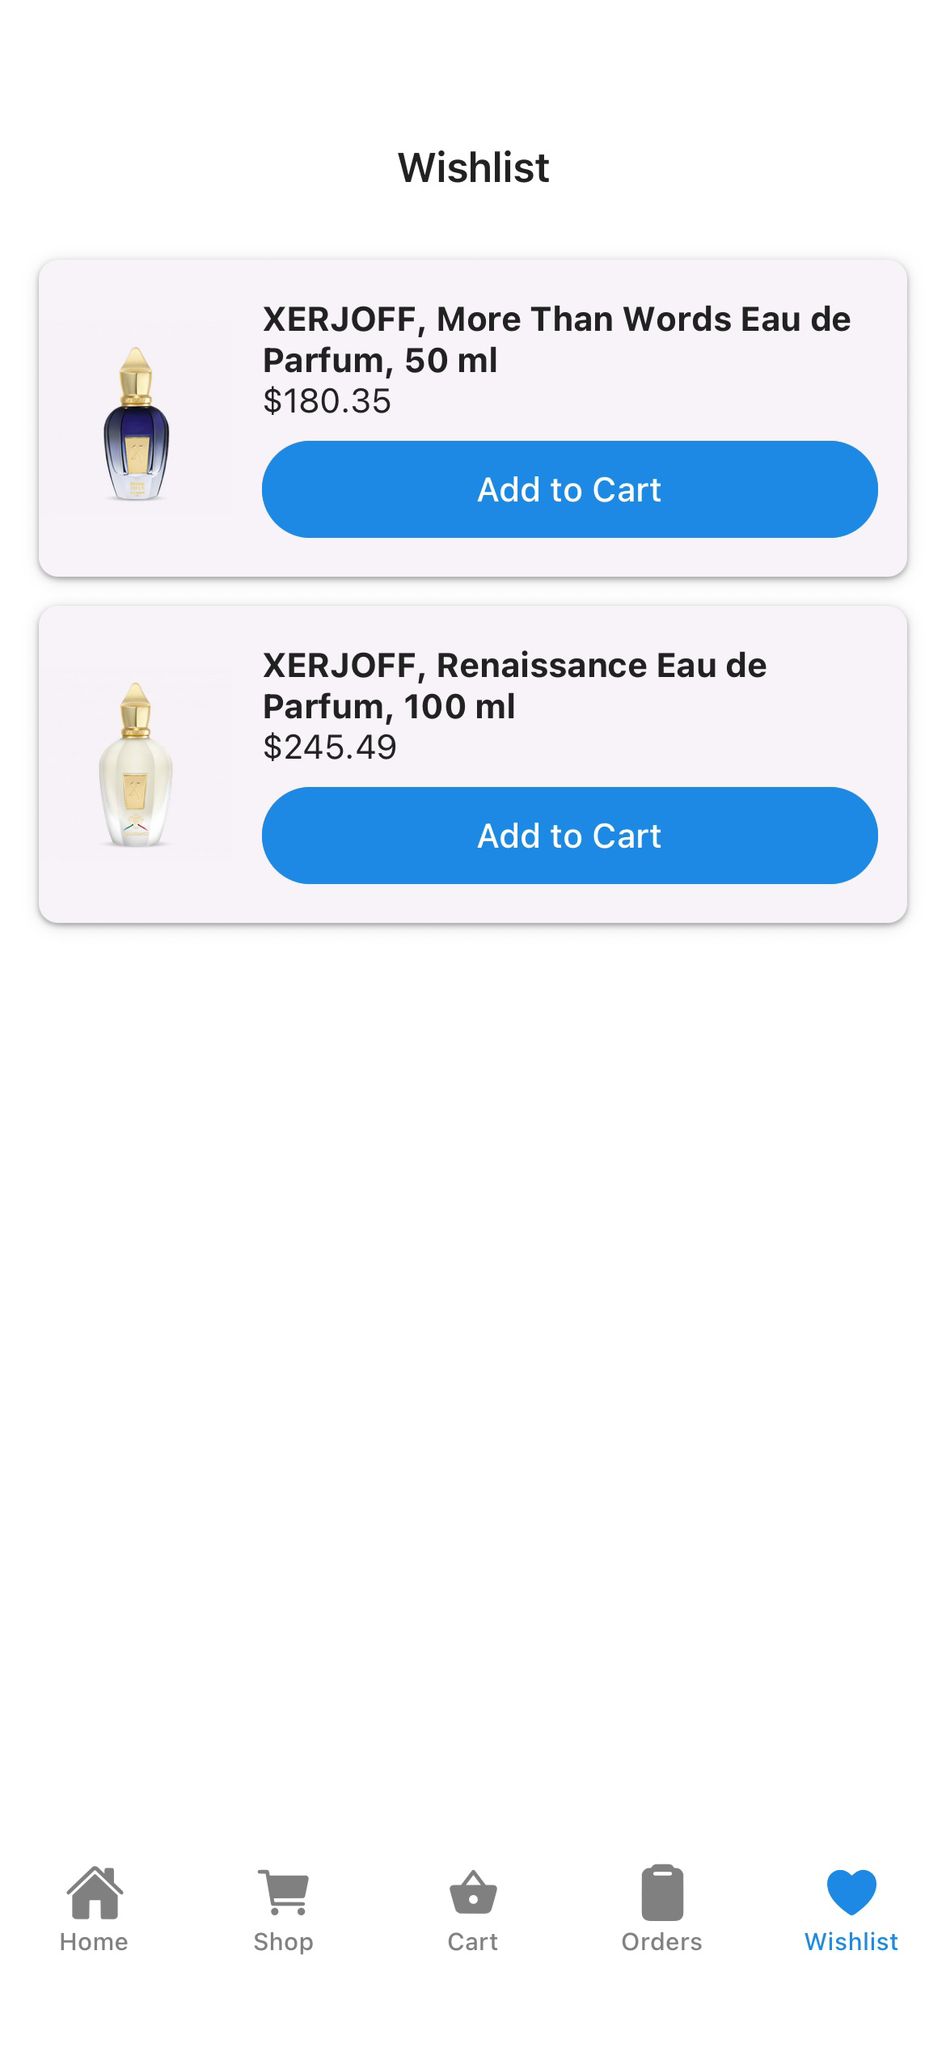 Wishlist
XERJOFF, More Than Words Eau de
Parfum, 50 ml
$180.35
Add to Cart
XERJOFF, Renaissance Eau de
Parfum, 100 ml
$245.49
Add to Cart
Home
Shop
Cart
Orders
Wishlist